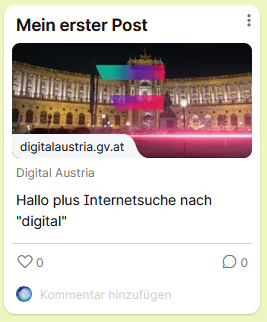 Mein erster Post
digitalaustria.gv.at
Digital Austria
Hallo plus Internetsuche nach
"digital"
0
0
Kommentar hinzufügen